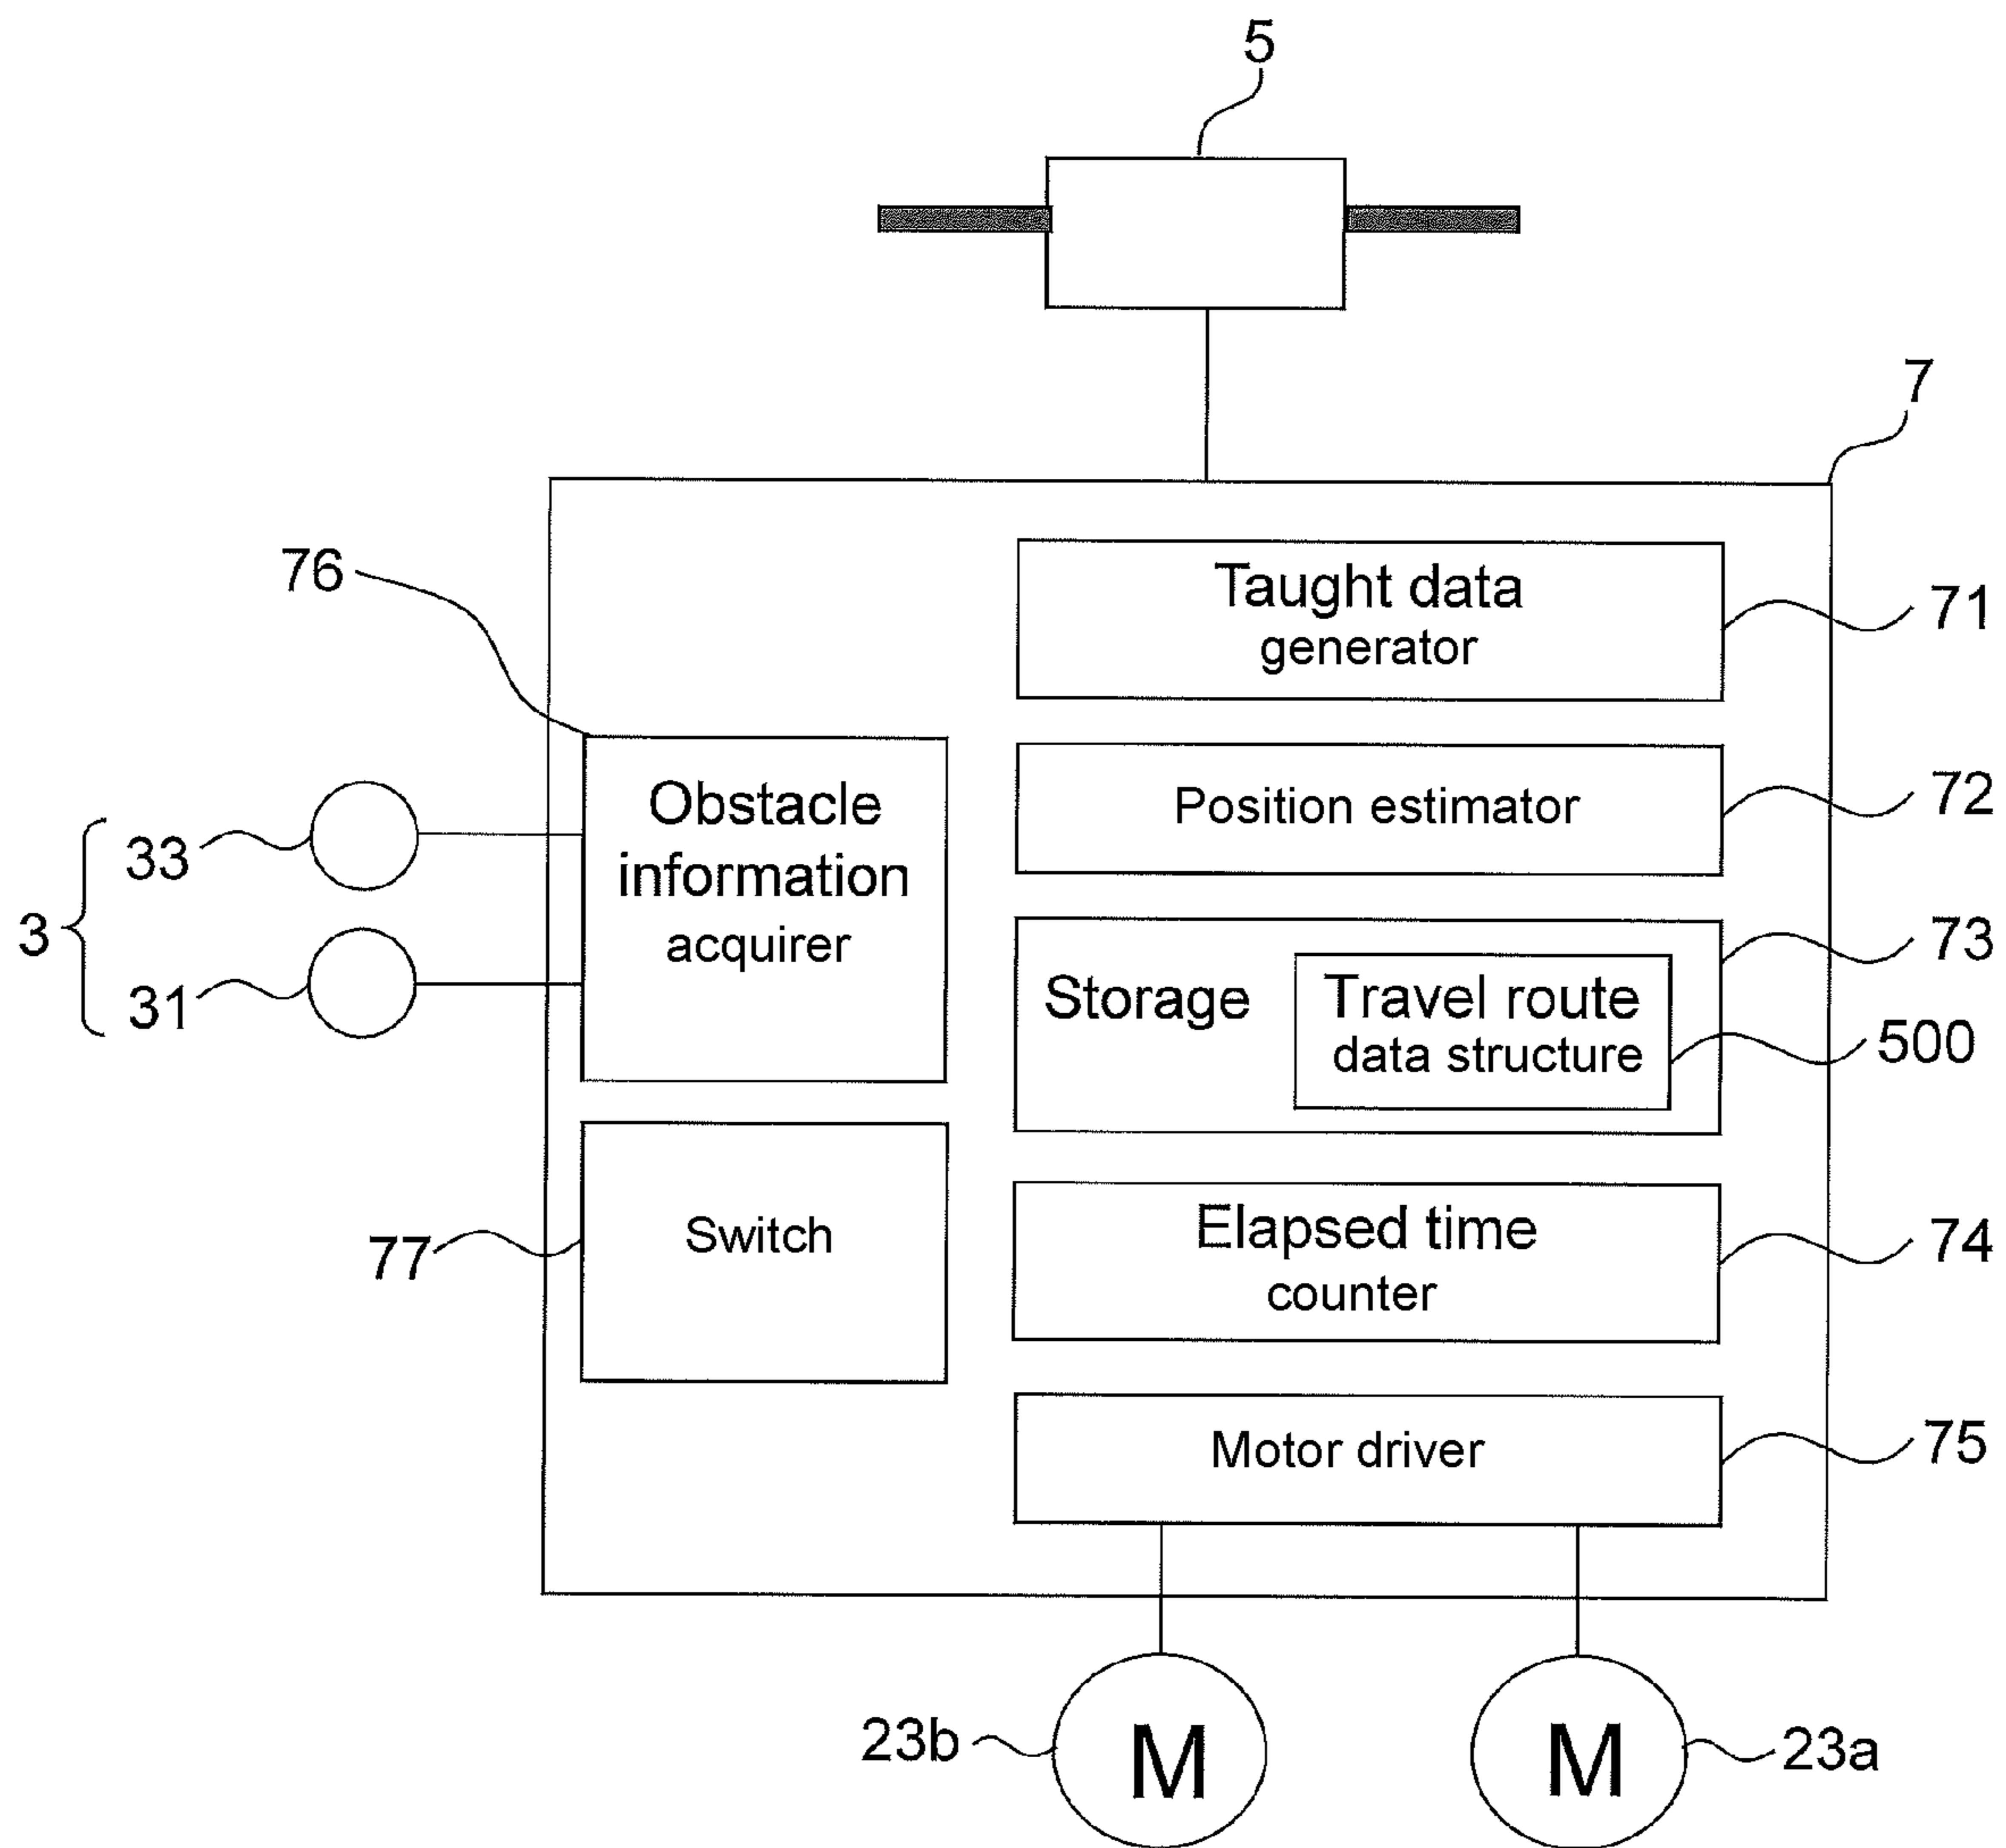 5
7
76
Taught data
generator
71
Obstacle
information
acquirer
Position estimator
72
33
3
31
Storage
Travel route
data structure
73
500
77
Switch
Elapsed time
counter
74
Motor driver
75
23b
M
M
23a